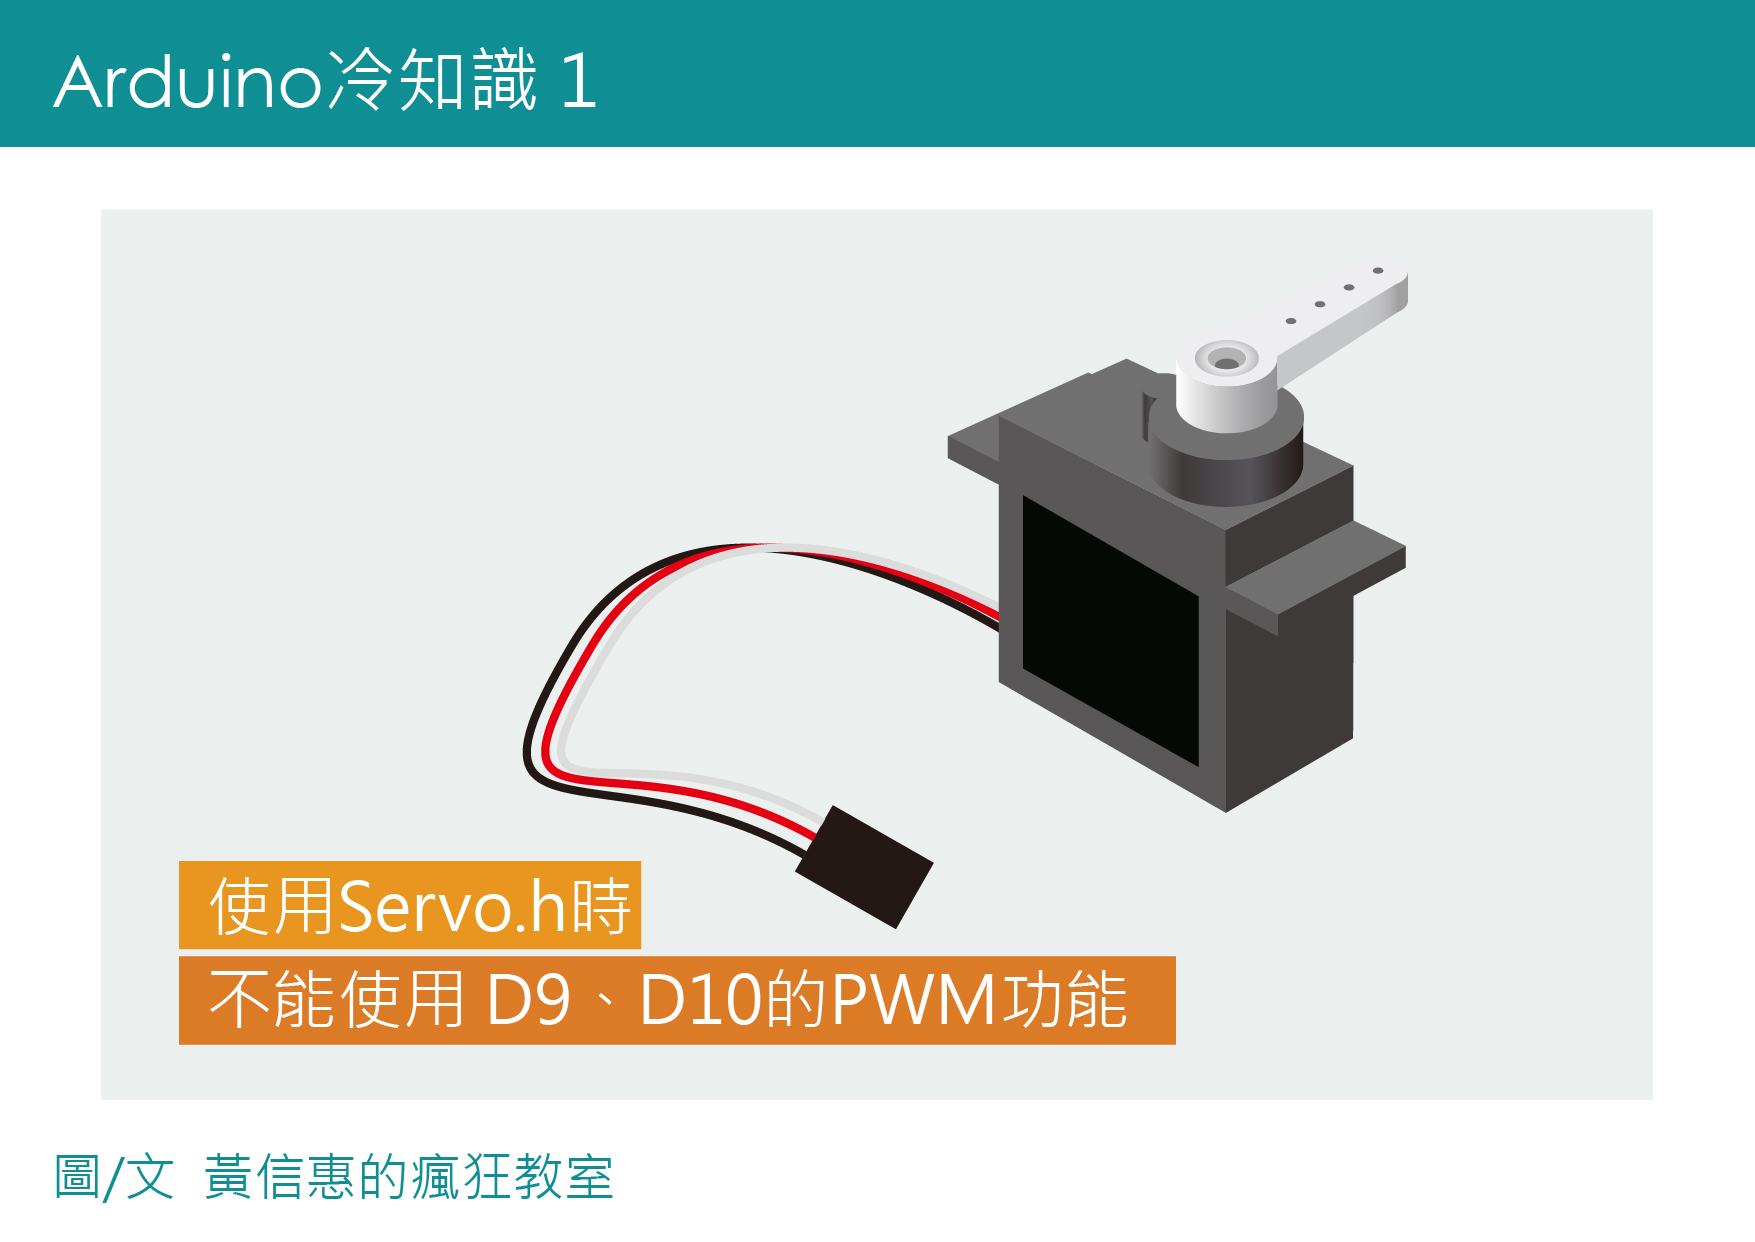 Arduino冷知識 1
使用Servo.h時
不能使用 D9、D10的PWM功能
圖/文 黃信惠的瘋狂教室